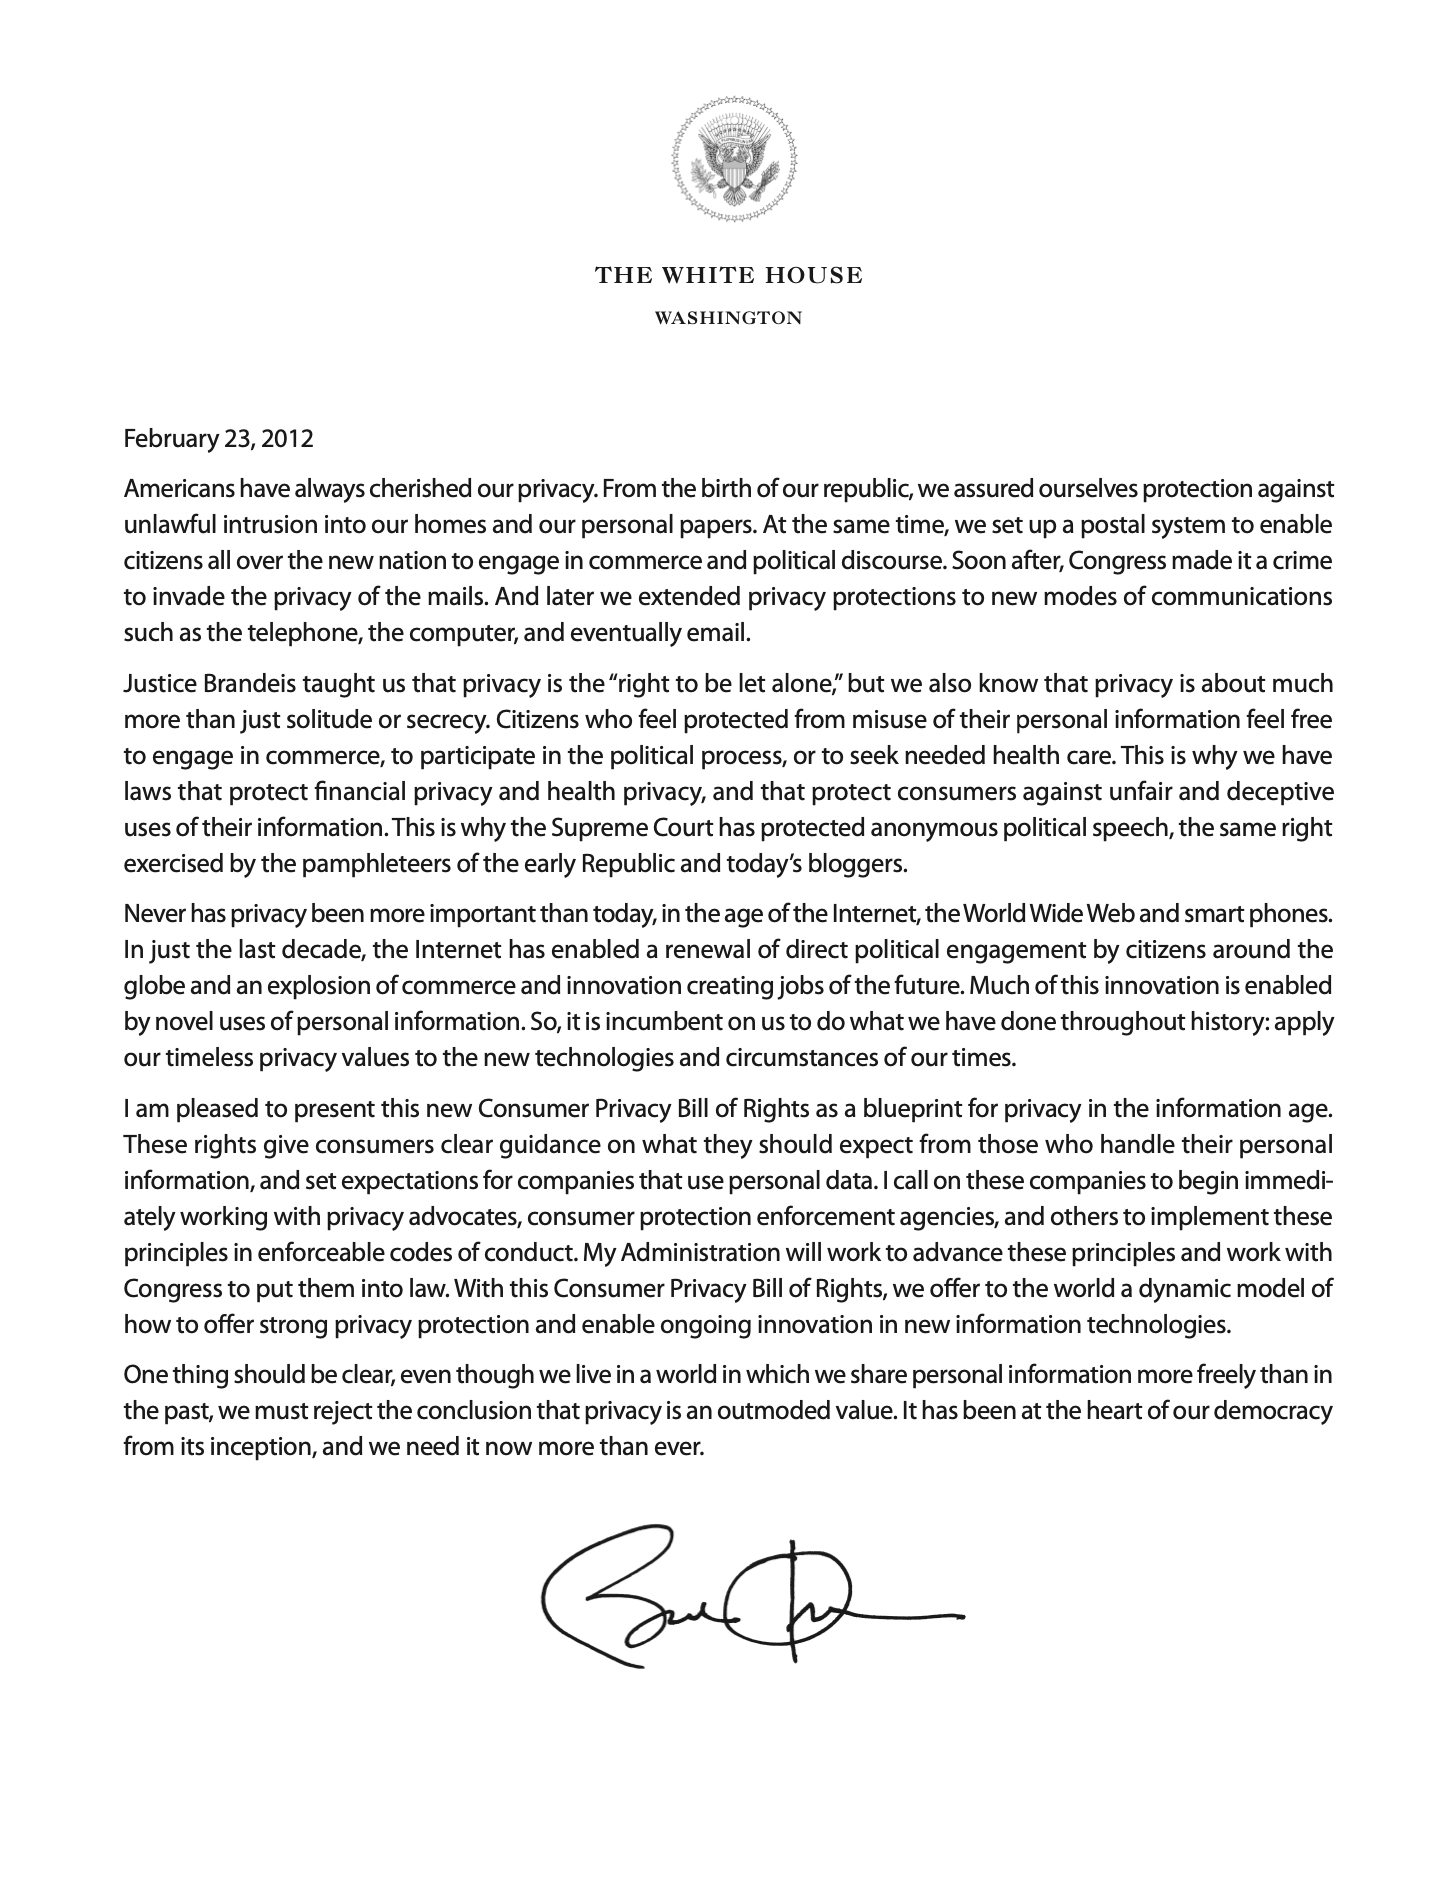 THE WHITE HOUSE
WASHINGTON
February 23, 2012
Americans have always cherished our privacy. From the birth of our republic, we assured ourselves protection against
unlawful intrusion into our homes and our personal papers. At the same time, we set up a postal system to enable
citizens all over the new nation to engage in commerce and political discourse. Soon after, Congress made it a crime
to invade the privacy of the mails. And later we extended privacy protections to new modes of communications
such as the telephone, the computer, and eventually email.
Justice Brandeis taught us that privacy is the “right to be let alone,” but we also know that privacy is about much
more than just solitude or secrecy. Citizens who feel protected from misuse of their personal information feel free
to engage in commerce, to participate in the political process, or to seek needed health care. This is why we have
laws that protect financial privacy and health privacy, and that protect consumers against unfair and deceptive
uses of their information. This is why the Supreme Court has protected anonymous political speech, the same right
exercised by the pamphleteers of the early Republic and today’s bloggers.
Never has privacy been more important than today, in the age of the Internet, the World Wide Web and smart phones.
In just the last decade, the Internet has enabled a renewal of direct political engagement by citizens around the
globe and an explosion of commerce and innovation creating jobs of the future. Much of this innovation is enabled
by novel uses of personal information. So, it is incumbent on us to do what we have done throughout history: apply
our timeless privacy values to the new technologies and circumstances of our times.
I am pleased to present this new Consumer Privacy Bill of Rights as a blueprint for privacy in the information age.
These rights give consumers clear guidance on what they should expect from those who handle their personal
information, and set expectations for companies that use personal data. I call on these companies to begin immedi-
ately working with privacy advocates, consumer protection enforcement agencies, and others to implement these
principles in enforceable codes of conduct. My Administration will work to advance these principles and work with
Congress to put them into law. With this Consumer Privacy Bill of Rights, we offer to the world a dynamic model of
how to offer strong privacy protection and enable ongoing innovation in new information technologies.
One thing should be clear, even though we live in a world in which we share personal information more freely than in
the past, we must reject the conclusion that privacy is an outmoded value. It has been at the heart of our democracy
from its inception, and we need it now more than ever.